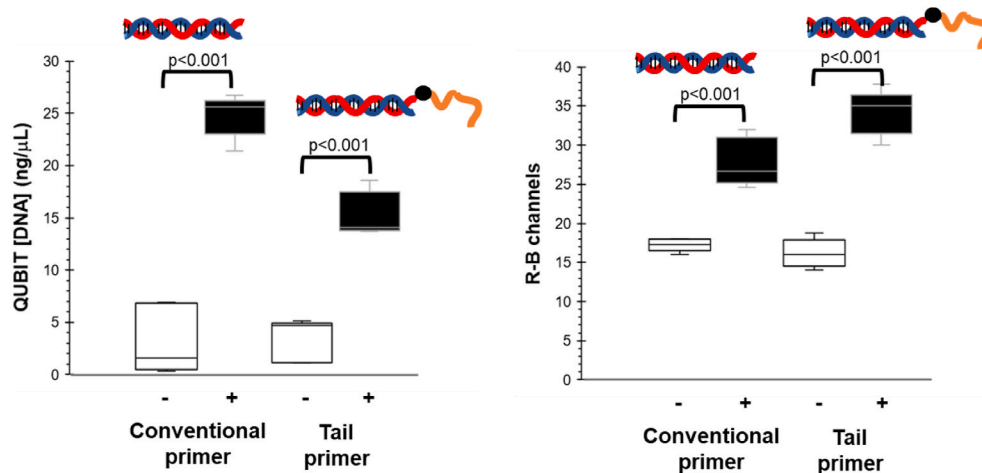 p<0.001
p<0.001
QUBIT [DNA] (ng/μL)
30
25
20
15
10
5
0
- + - +
Conventional
primer
Tail
primer
p<0.001
p<0.001
R-B channels
40
35
30
25
20
15
10
5
0
- + - +
Conventional
primer
Tail
primer